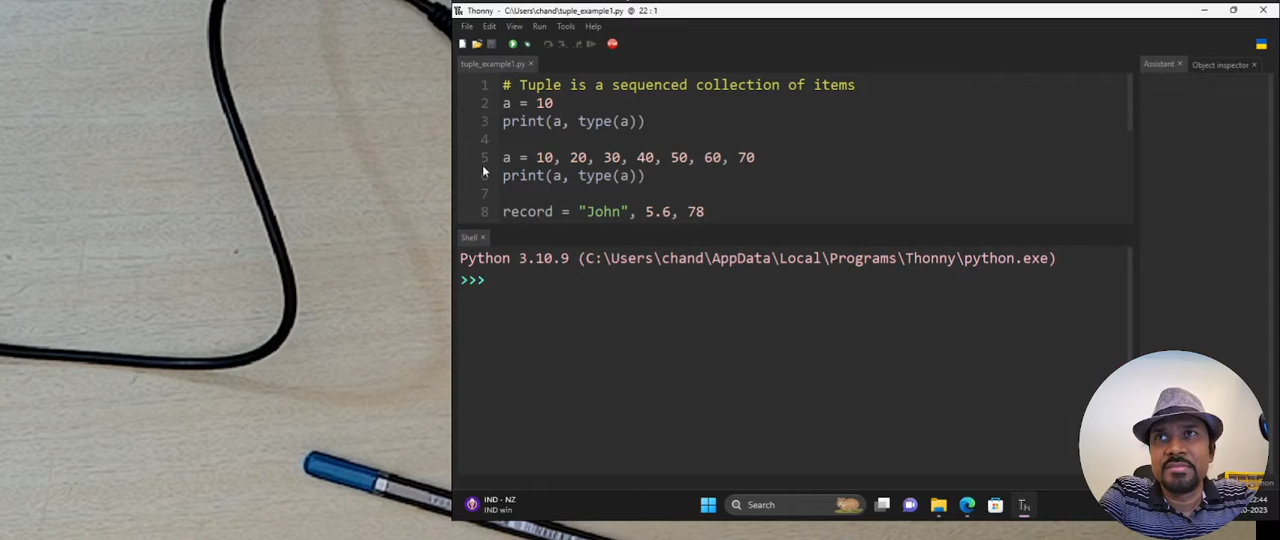 Thonny - C:\Users\chand\tuple_example1.py @ 22 : 1
File Edit View Run Tools Help
tuple_example1.py ×
Assistant × Object inspector ×
1 # Tuple is a sequenced collection of items
2 a = 10
3 print(a, type(a))
4
5 a = 10, 20, 30, 40, 50, 60, 70
6 print(a, type(a))
7
8 record = "John", 5.6, 78
Shell ×
Python 3.10.9 (C:\Users\chand\AppData\Local\Programs\Thonny\python.exe)
>>>
IND - NZ
IND win
Search
Th